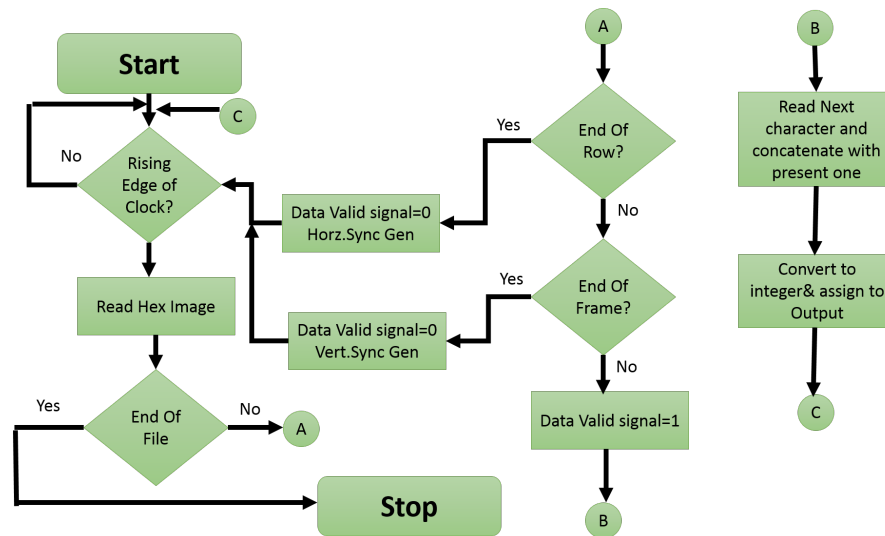 Start
C
No
Rising
Edge of
Clock?
Read Hex Image
Yes
End Of
File
No
A
Stop
Data Valid signal=0
Horz.Sync Gen
Data Valid signal=0
Vert.Sync Gen
A
Yes
End Of
Row?
No
Yes
End Of
Frame?
No
Data Valid signal=1
B
B
Read Next
character and
concatenate with
present one
Convert to
integer& assign to
Output
C